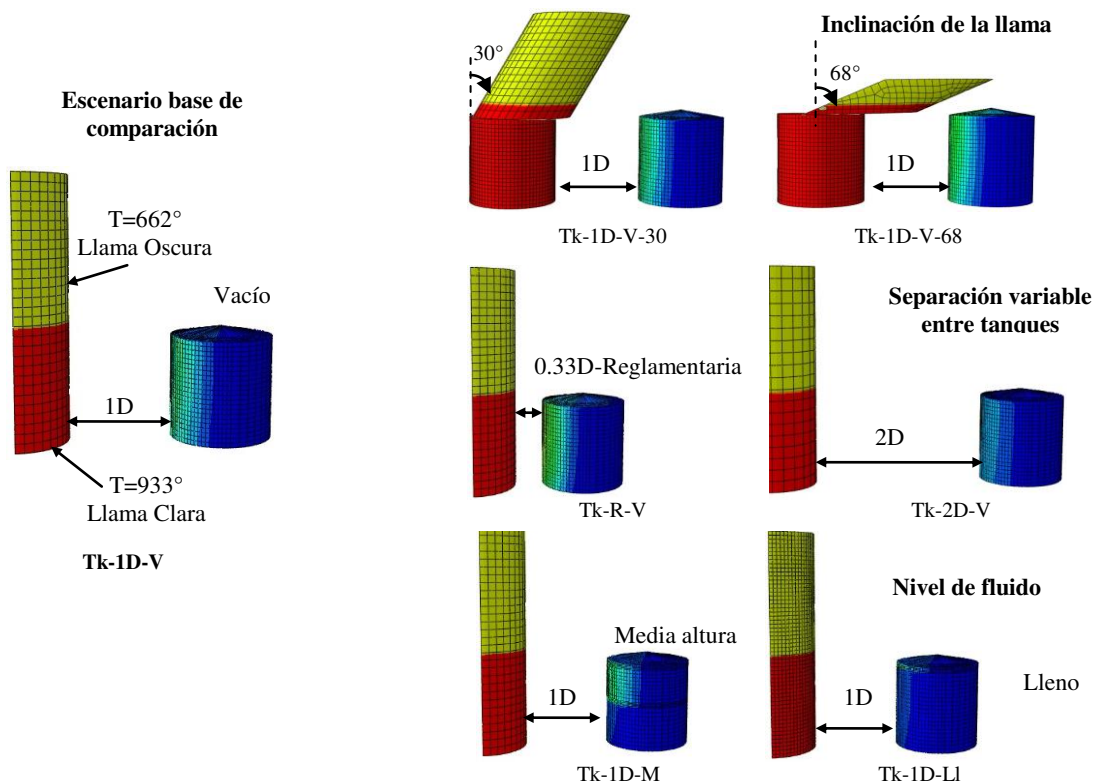 Escenario base de
comparación
T=662°
Llama Oscura
Vacío
1D
T=933°
Llama Clara
Tk-1D-V
Inclinación de la llama
30°
1D
Tk-1D-V-30
68°
1D
Tk-1D-V-68
Separación variable
entre tanques
0.33D-Reglamentaria
Tk-R-V
2D
Tk-2D-V
Nivel de fluido
Media altura
1D
Tk-1D-M
Lleno
1D
Tk-1D-Ll